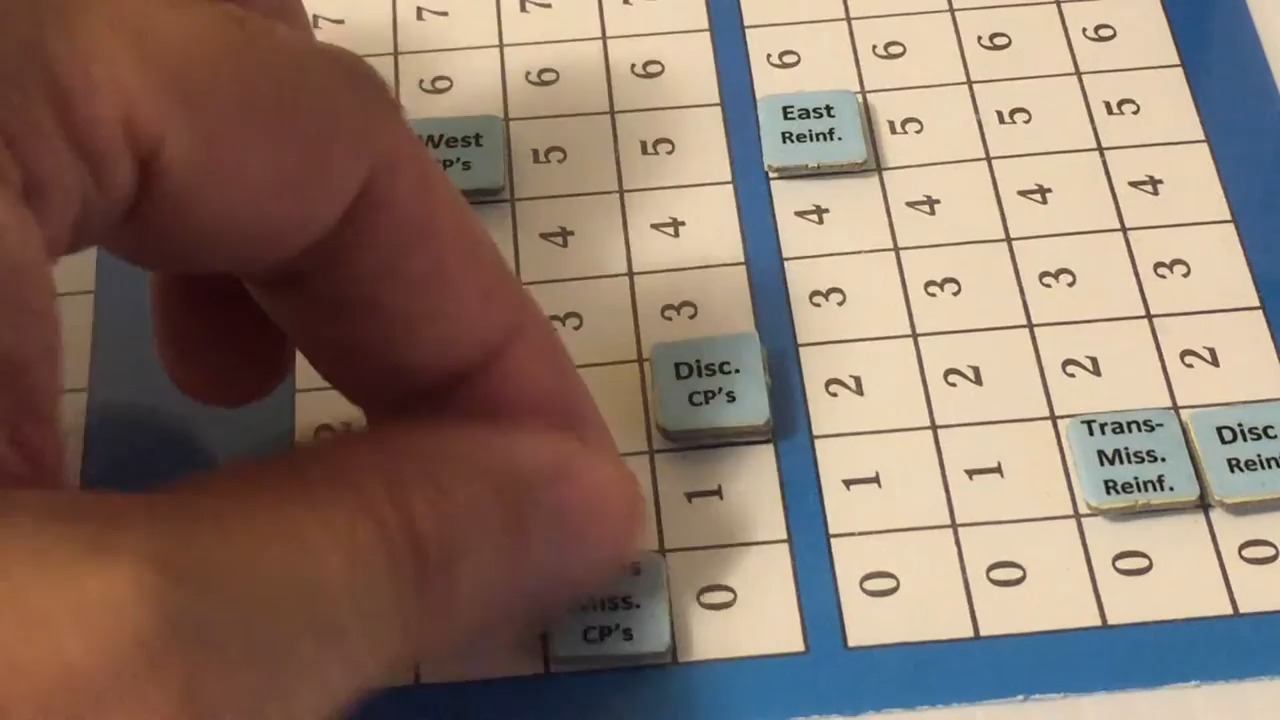 7 7 7
6 6 6 6 6 6 6
West
P's
5 5
East
Reinf.
5 5 5
4 4 4 4 4 4
3 3 3 3 3 3
Disc.
CP's
2 2 2 2
1 1 1
Trans-
Miss.
Reinf.
Disc
Rein
Miss.
CP's
0 0 0 0 0